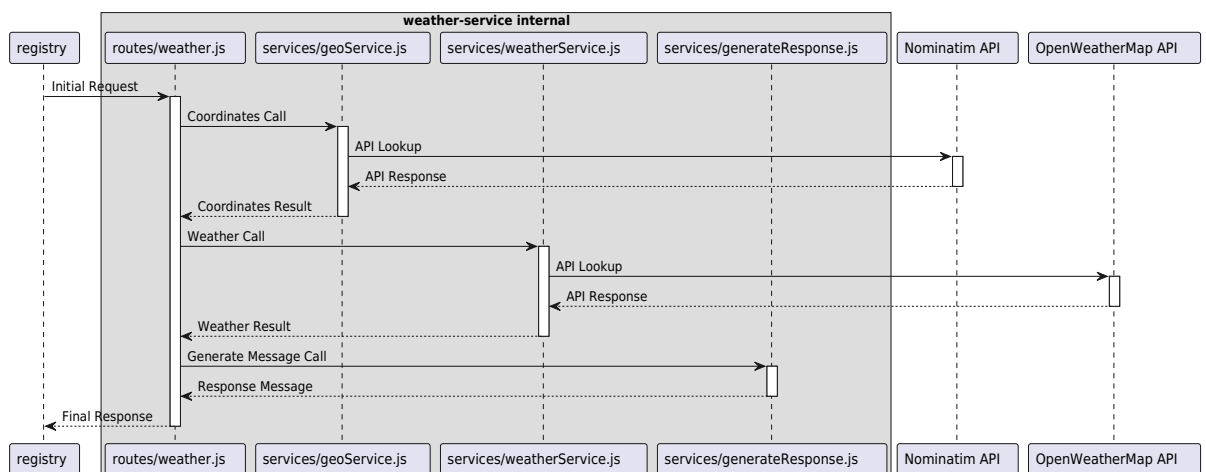 weather-service internal
registry
routes/weather.js
services/geoService.js
services/weatherService.js
services/generateResponse.js
Nominatim API
OpenWeatherMap API
Initial Request
Coordinates Call
API Lookup
API Response
Coordinates Result
Weather Call
API Lookup
API Response
Weather Result
Generate Message Call
Response Message
Final Response
registry
routes/weather.js
services/geoService.js
services/weatherService.js
services/generateResponse.js
Nominatim API
OpenWeatherMap API